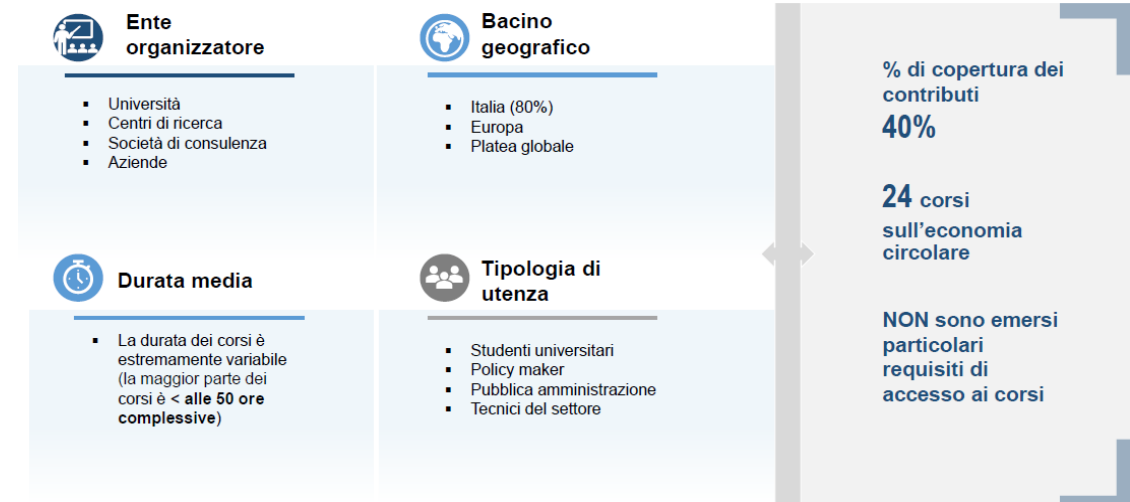 Ente
organizzatore
▪ Università
▪ Centri di ricerca
▪ Società di consulenza
▪ Aziende
Bacino
geografico
▪ Italia (80%)
▪ Europa
▪ Platea globale
Durata media
▪ La durata dei corsi è
estremamente variabile
(la maggior parte dei
corsi è < alle 50 ore
complessive)
Tipologia di
utenza
▪ Studenti universitari
▪ Policy maker
▪ Pubblica amministrazione
▪ Tecnici del settore
% di copertura dei
contributi
40%
24 corsi
sull’economia
circolare
NON sono emersi
particolari
requisiti di
accesso ai corsi